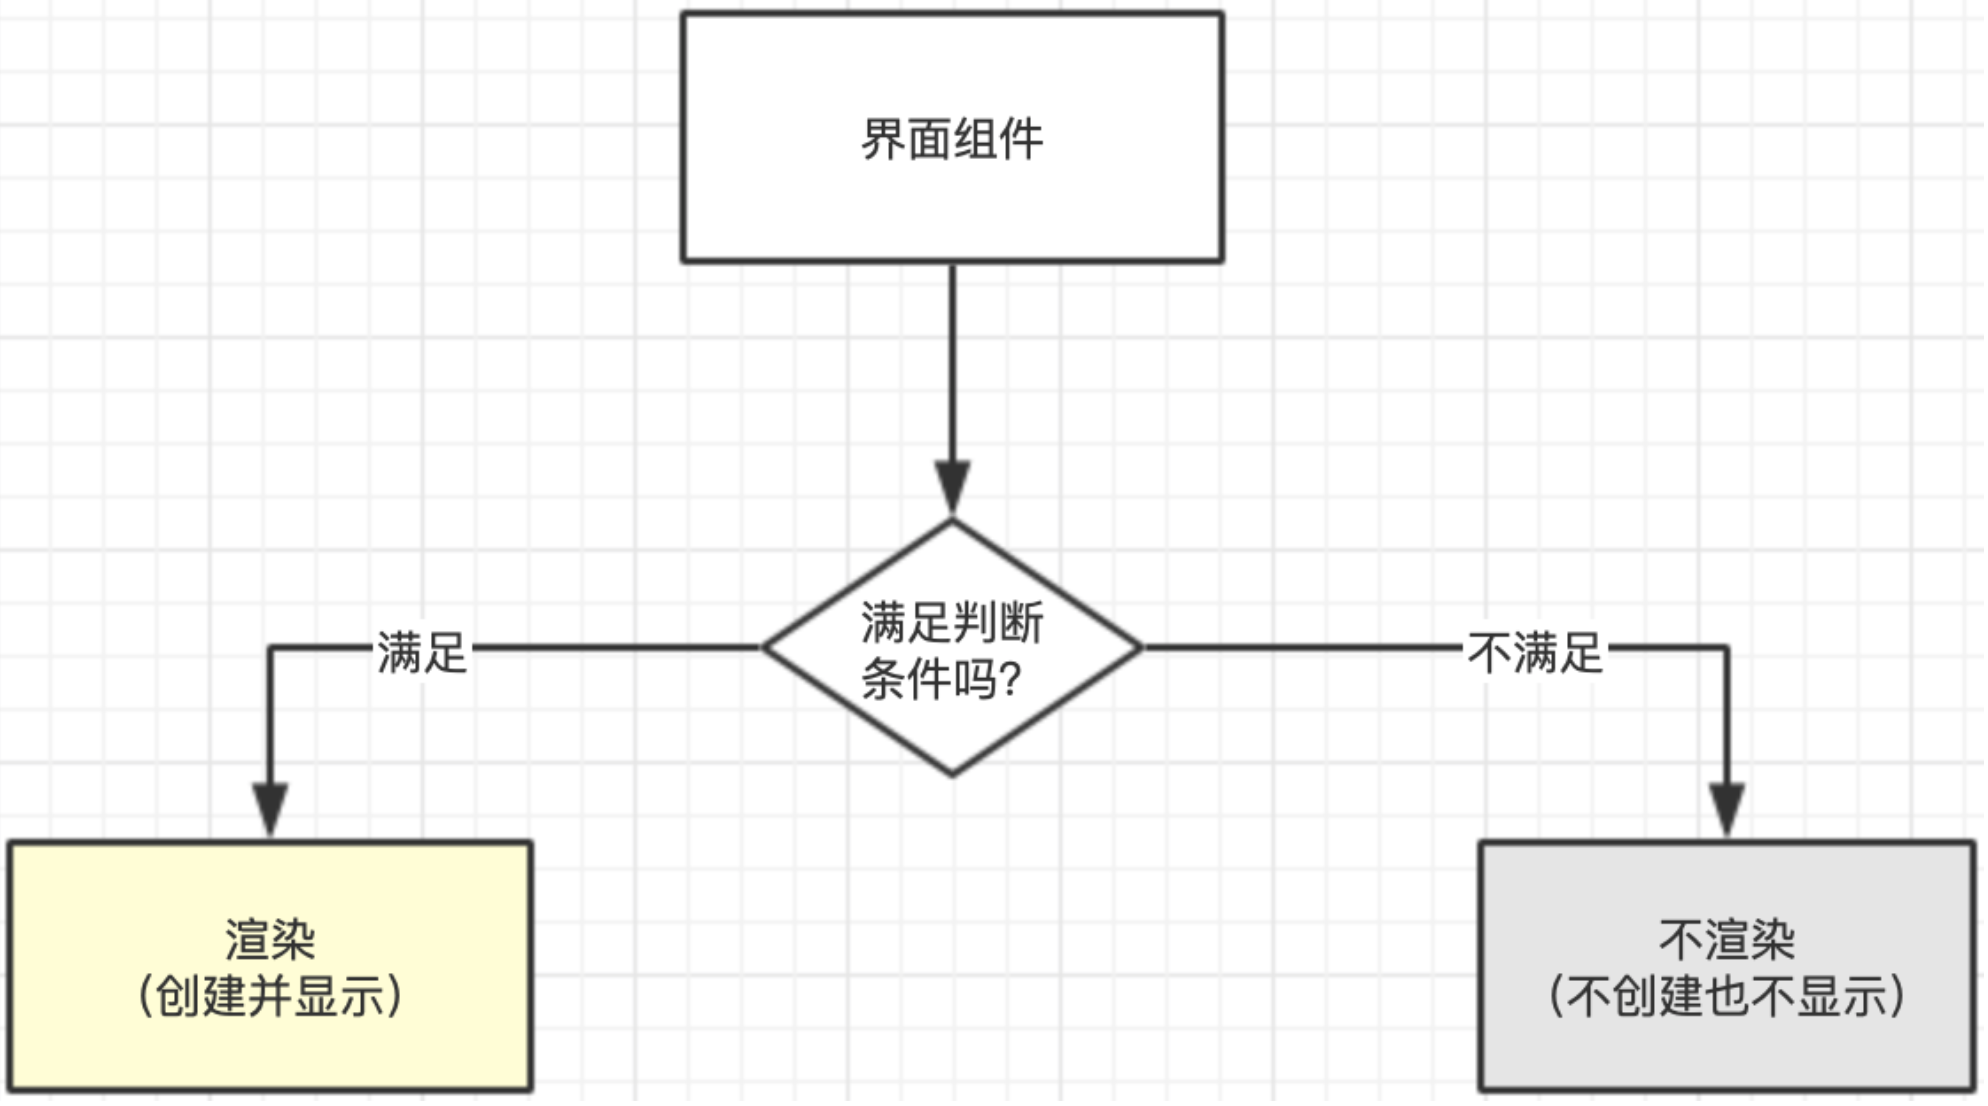 界面组件
满足判断
条件吗?
满足
不满足
渲染
(创建并显示)
不渲染
(不创建也不显示)